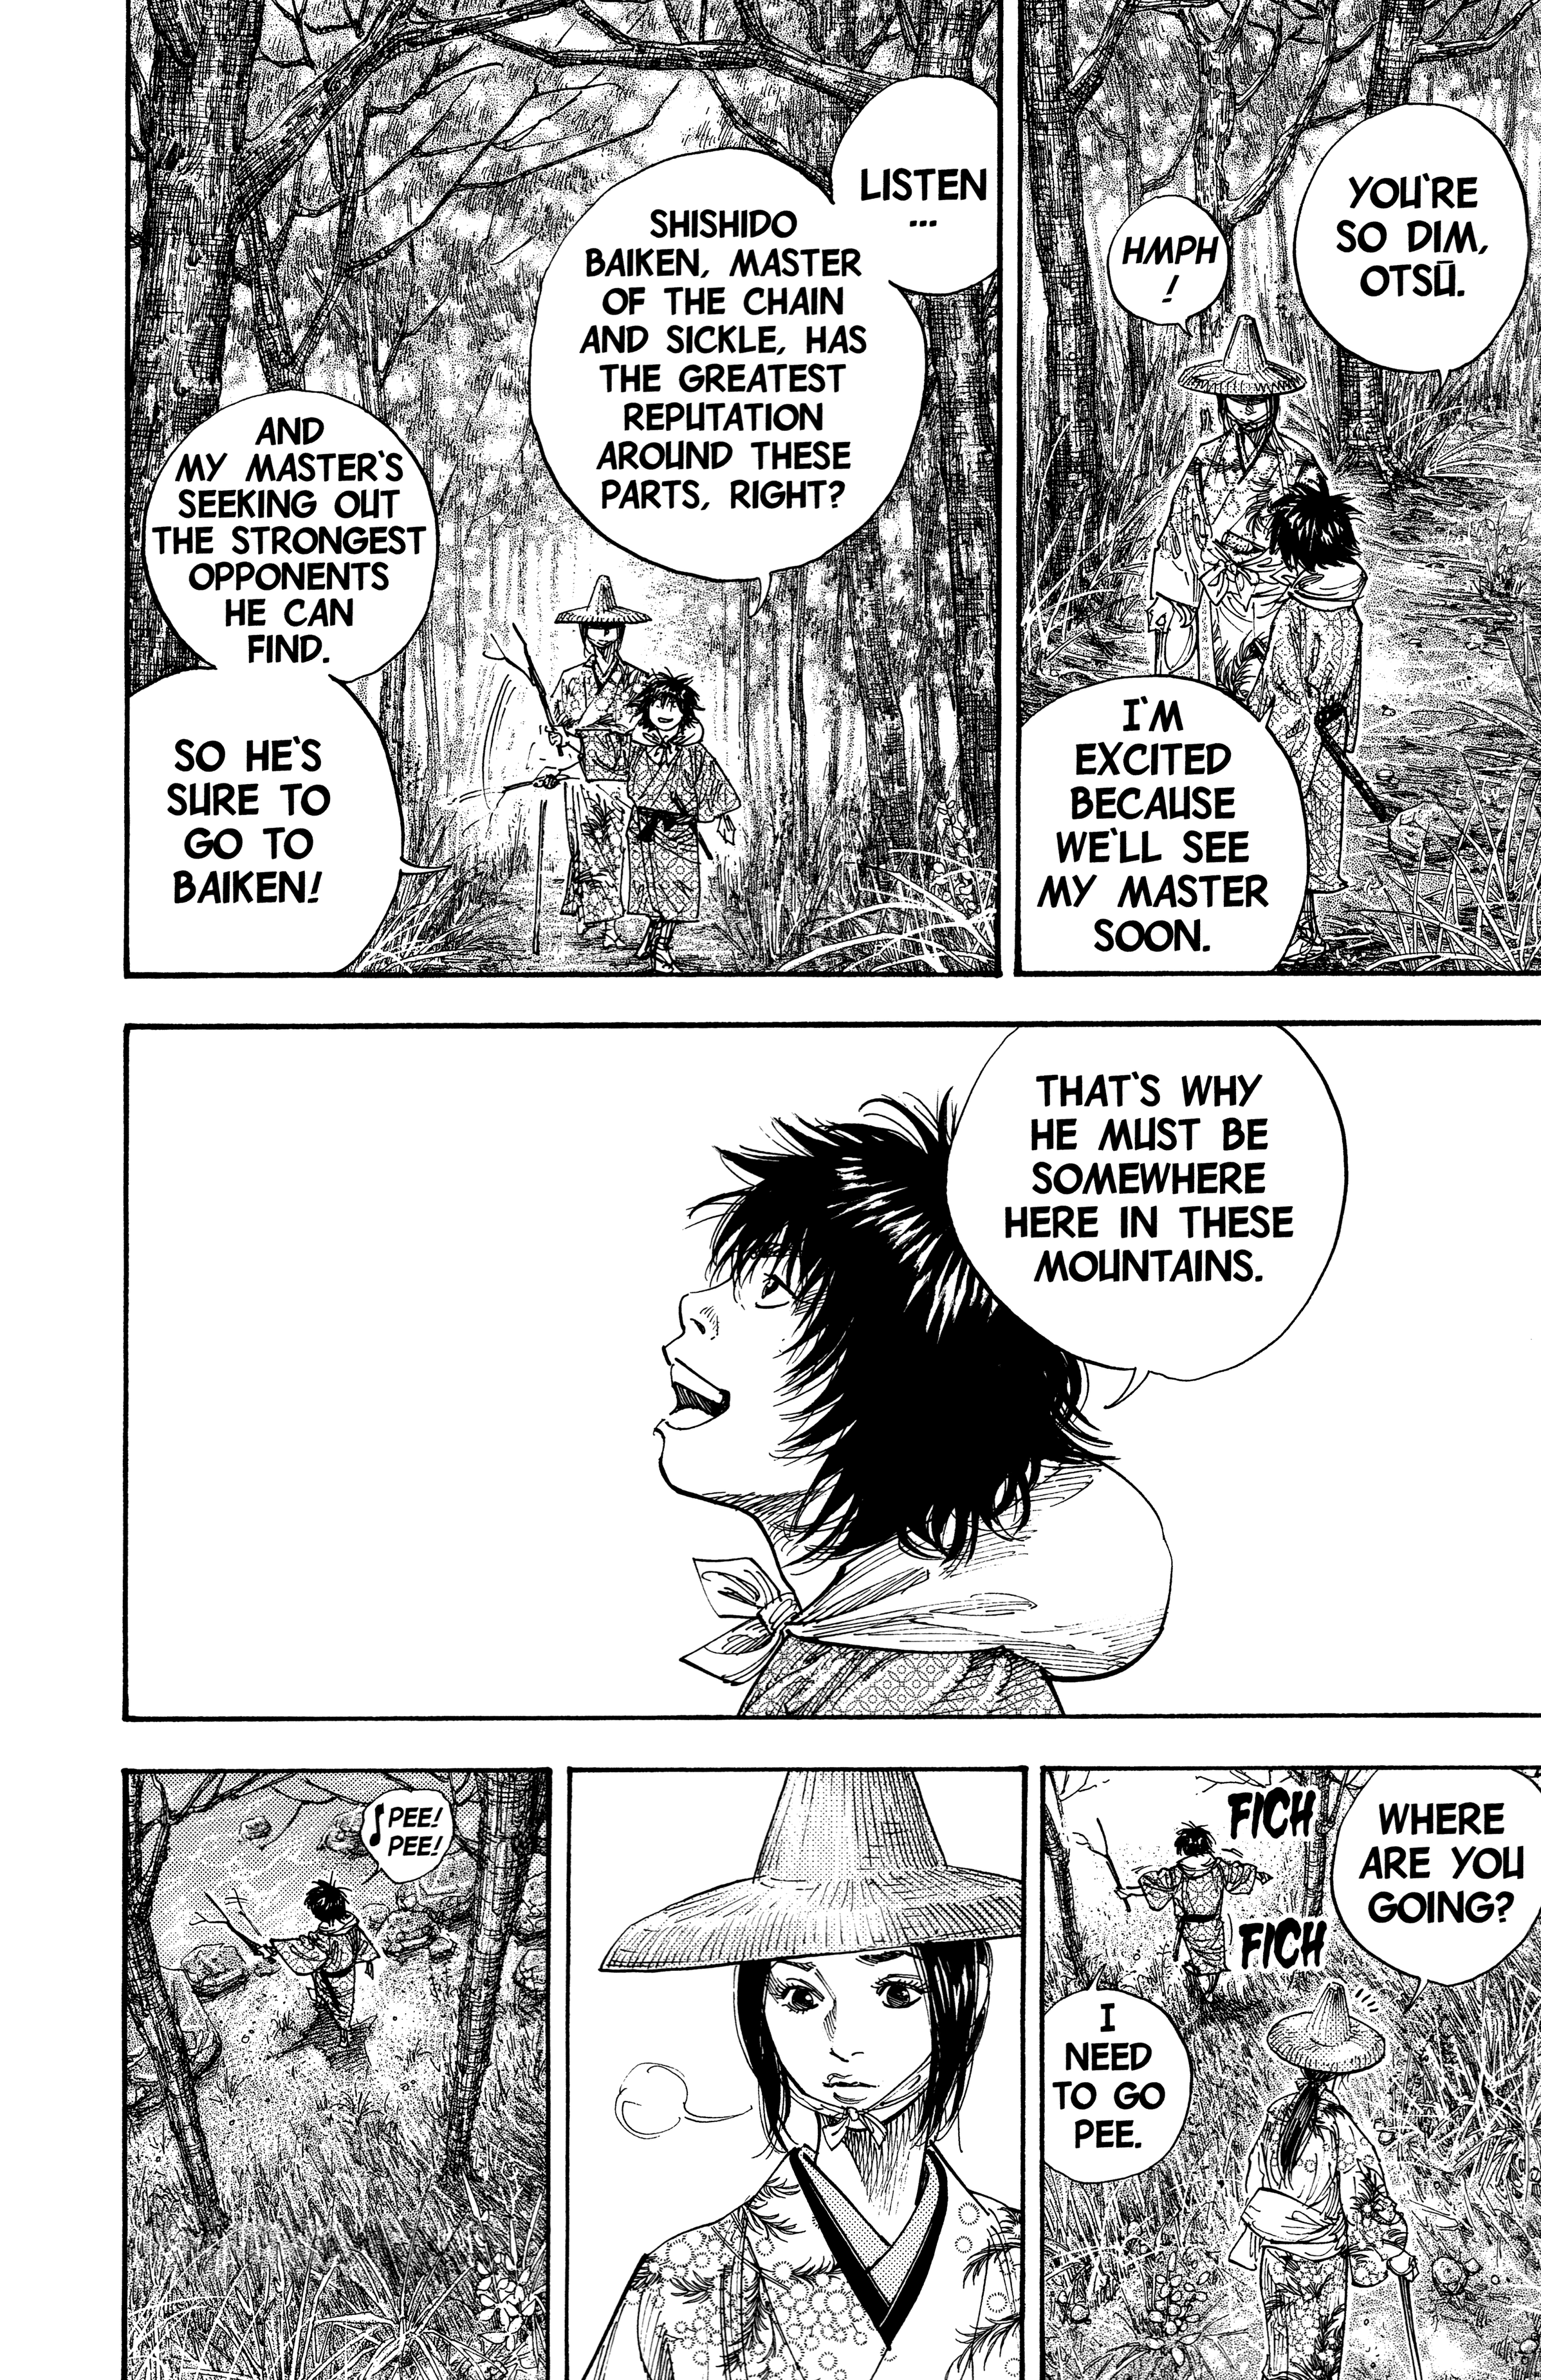 YOU'RE
SO DIM,
OTSŪ.
HMPH
!
I'M
EXCITED
BECAUSE
WE'LL SEE
MY MASTER
SOON.
LISTEN
...
SHISHIDO
BAIKEN, MASTER
OF THE CHAIN
AND SICKLE, HAS
THE GREATEST
REPUTATION
AROUND THESE
PARTS, RIGHT?
AND
MY MASTER'S
SEEKING OUT
THE STRONGEST
OPPONENTS
HE CAN
FIND.
SO HE'S
SURE TO
GO TO
BAIKEN!
THAT'S WHY
HE MUST BE
SOMEWHERE
HERE IN THESE
MOUNTAINS.
WHERE
ARE YOU
GOING?
FICH
FICH
I
NEED
TO GO
PEE.
♪PEE!
PEE!